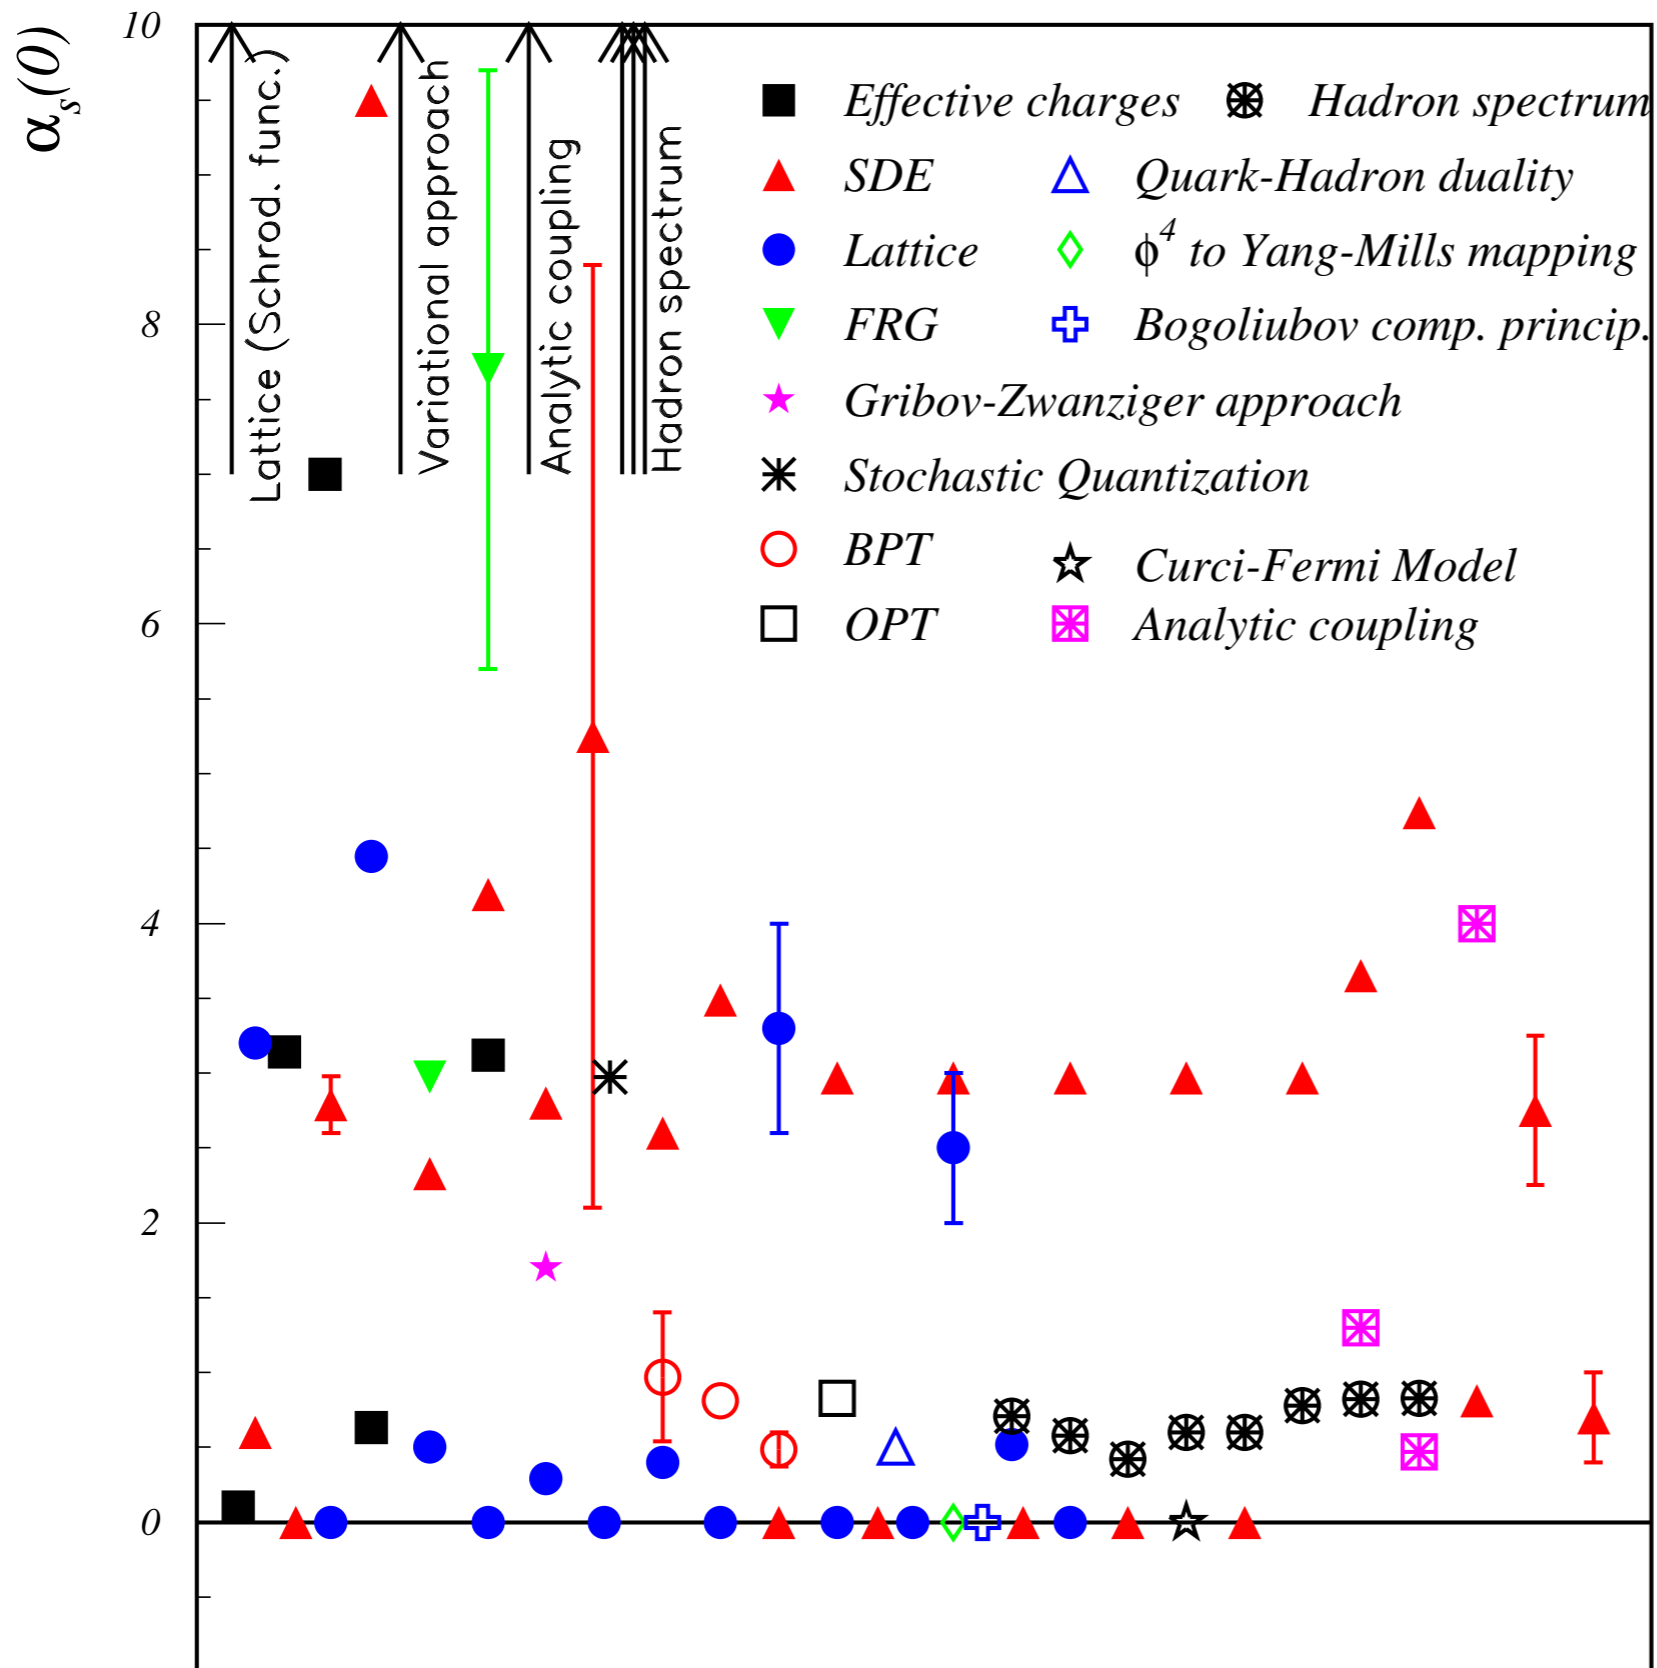 αs(0)
10
8
6
4
2
0
Lattice (Schrod. func.)
Variational approach
Analytic coupling
Hadron spectrum
Effective charges
Hadron spectrum
SDE
Quark-Hadron duality
Lattice
ϕ⁴ to Yang-Mills mapping
FRG
Bogoliubov comp. princip.
Gribov-Zwanziger approach
Stochastic Quantization
BPT
Curci-Fermi Model
OPT
Analytic coupling